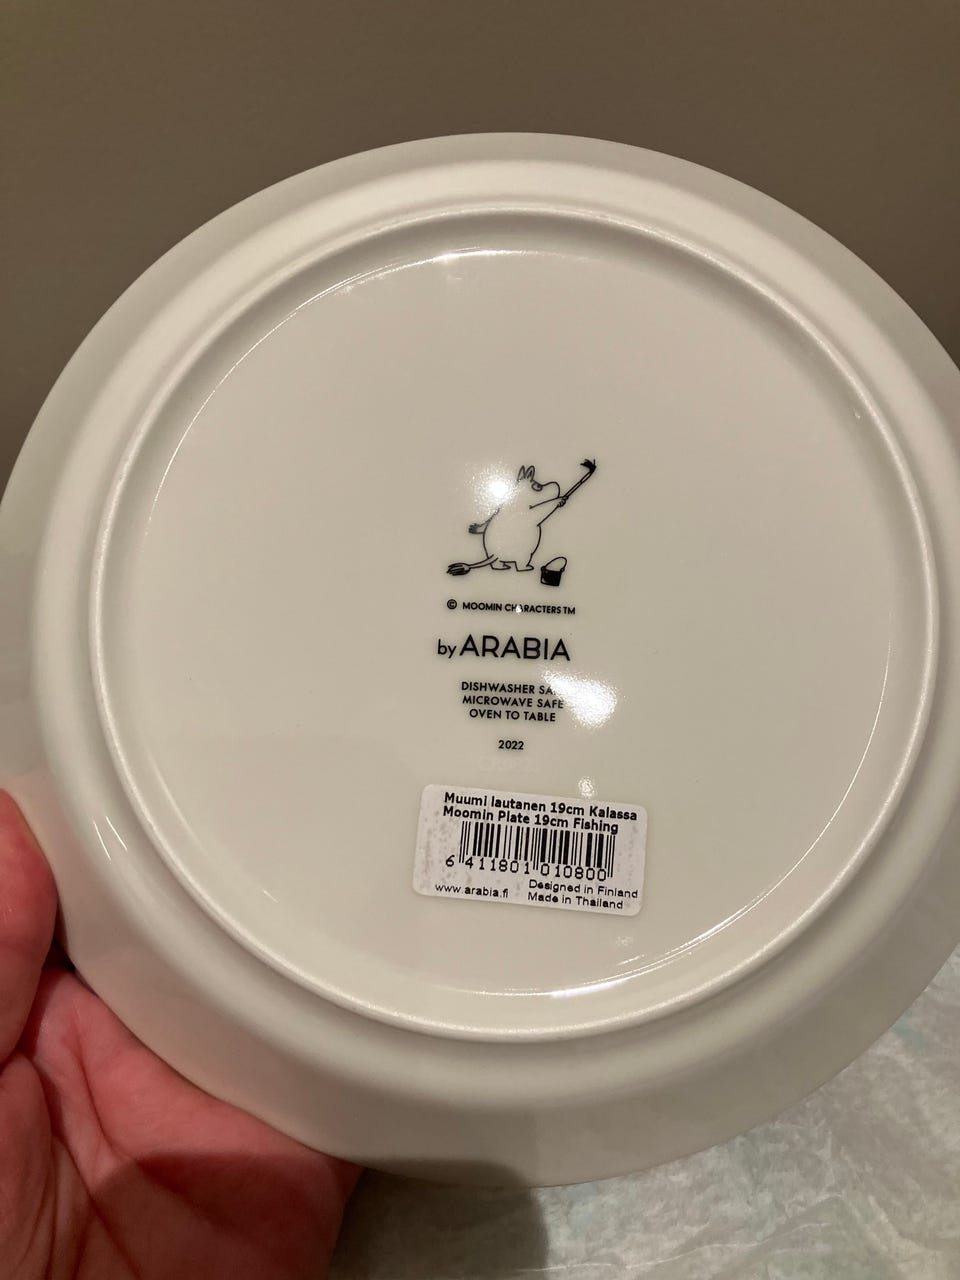 © MOOMIN CHARACTERS TM
by ARABIA
DISHWASHER SAFE
MICROWAVE SAFE
OVEN TO TABLE
2022
Muumi lautanen 19cm Kalassa
Moomin Plate 19cm Fishing
6 411801 010800
www.arabia.fi Designed in Finland
Made in Thailand